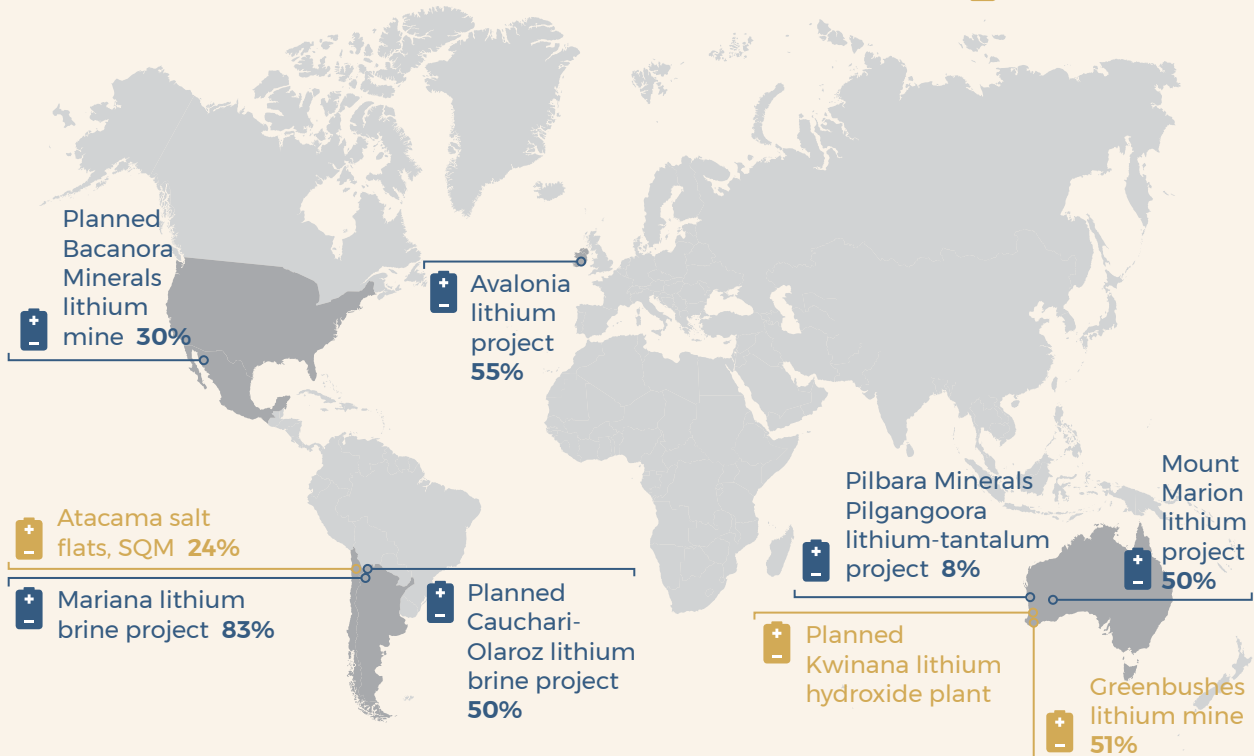 Planned
Bacanora
Minerals
lithium
mine 30%
Avalonia
lithium
project
55%
Atacama salt
flats, SQM 24%
Mariana lithium
brine project 83%
Planned
Cauchari-
Olaroz lithium
brine project
50%
Pilbara Minerals
Pilgangoora
lithium-tantalum
project 8%
Mount
Marion
lithium
project
50%
Planned
Kwinana lithium
hydroxide plant
Greenbushes
lithium mine
51%